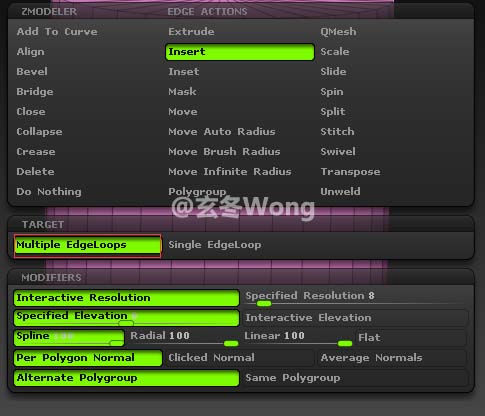 ZMODELER EDGE ACTIONS
Add To Curve Extrude QMesh
Align Insert Scale
Bevel Inset Slide
Bridge Mask Spin
Close Move Split
Collapse Move Auto Radius Stitch
Crease Move Brush Radius Swivel
Delete Move Infinite Radius Transpose
Do Nothing Polygroup Unweld
@玄冬Wong
TARGET
Multiple EdgeLoops Single EdgeLoop
MODIFIERS
Interactive Resolution Specified Resolution 8
Specified Elevation Interactive Elevation
Spline 100 Radial 100 Linear 100 Flat
Per Polygon Normal Clicked Normal Average Normals
Alternate Polygroup Same Polygroup